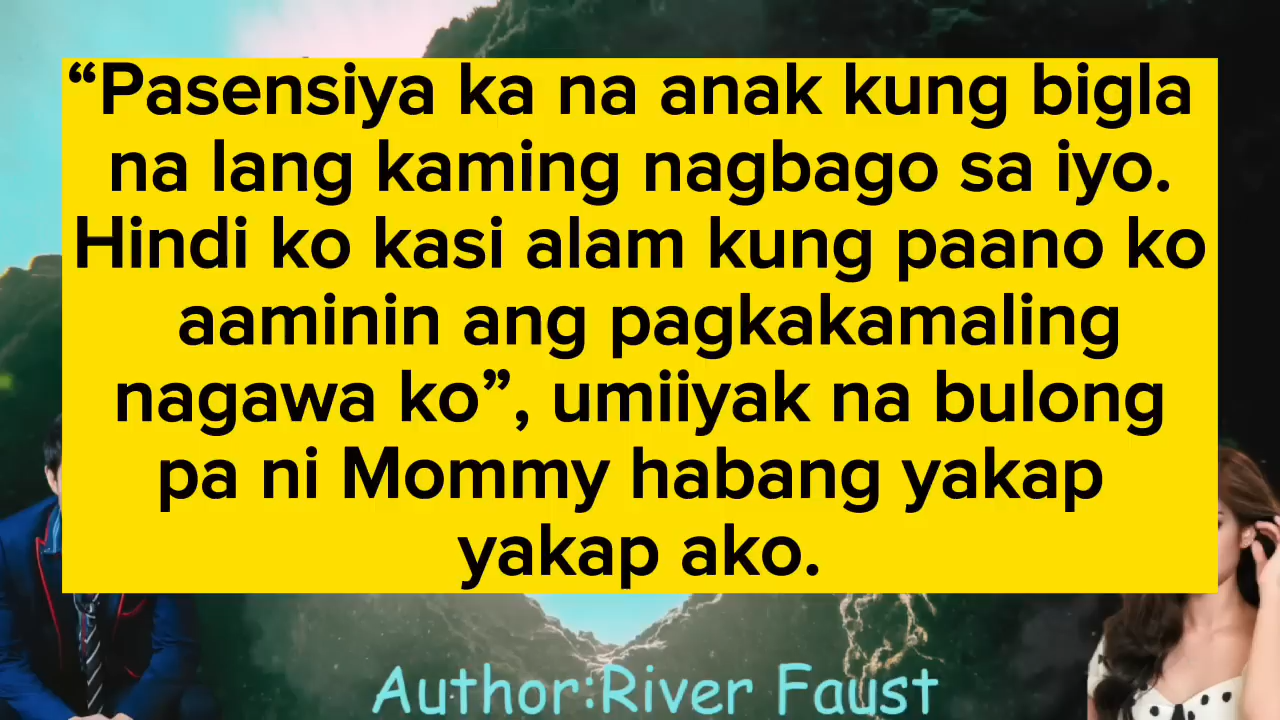 “Pasensiya ka na anak kung bigla
na lang kaming nagbago sa iyo.
Hindi ko kasi alam kung paano ko
aaminin ang pagkakamaling
nagawa ko”, umiiyak na bulong
pa ni Mommy habang yakap
yakap ako.
Author:River Faust